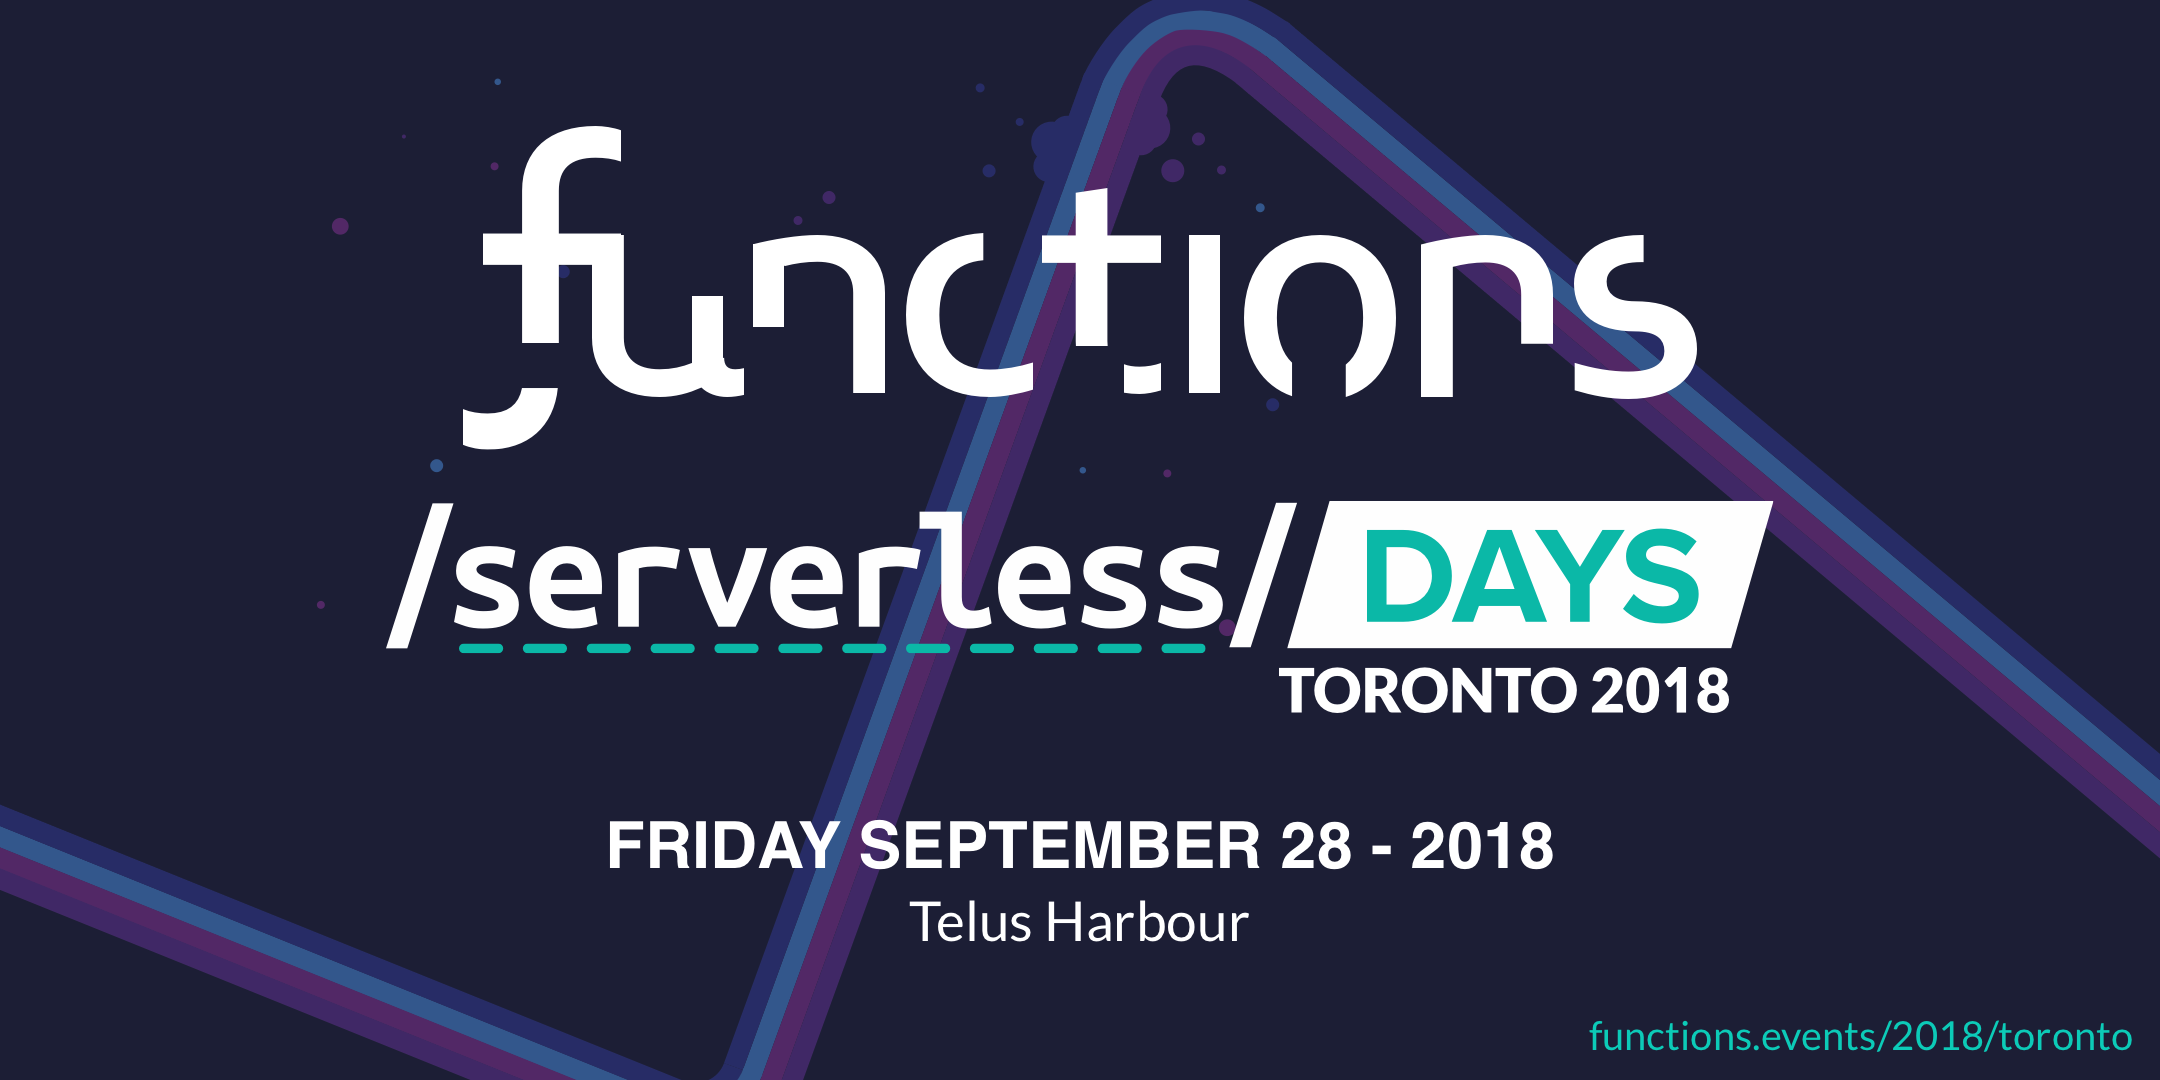 functions
/serverless/DAYS
TORONTO 2018
FRIDAY SEPTEMBER 28 - 2018
Telus Harbour
functions.events/2018/toronto